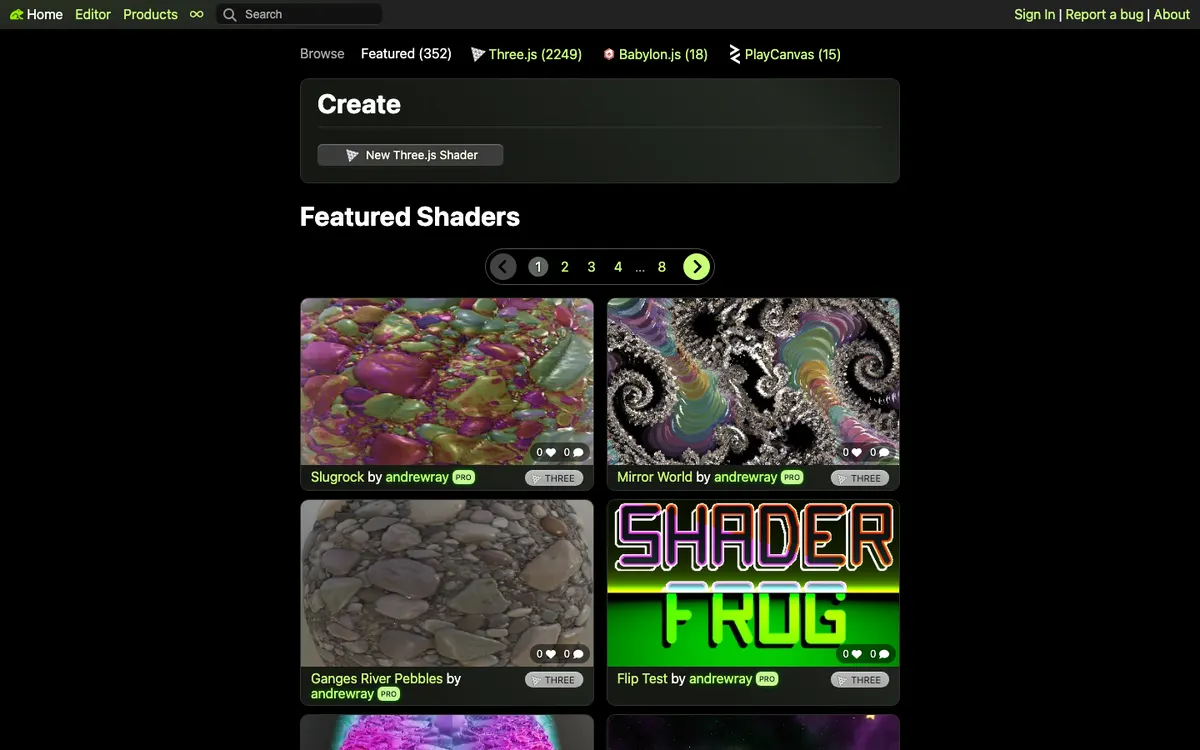 Home Editor Products ∞ Search Sign In | Report a bug | About
Browse Featured (352) Three.js (2249) Babylon.js (18) PlayCanvas (15)
Create
New Three.js Shader
Featured Shaders
1 2 3 4 ... 8
0 0
0 0
Slugrock by andrewray PRO THREE
Mirror World by andrewray PRO THREE
SHADER
FROG
0 0
0 0
Ganges River Pebbles by
andrewray PRO
THREE
Flip Test by andrewray PRO THREE